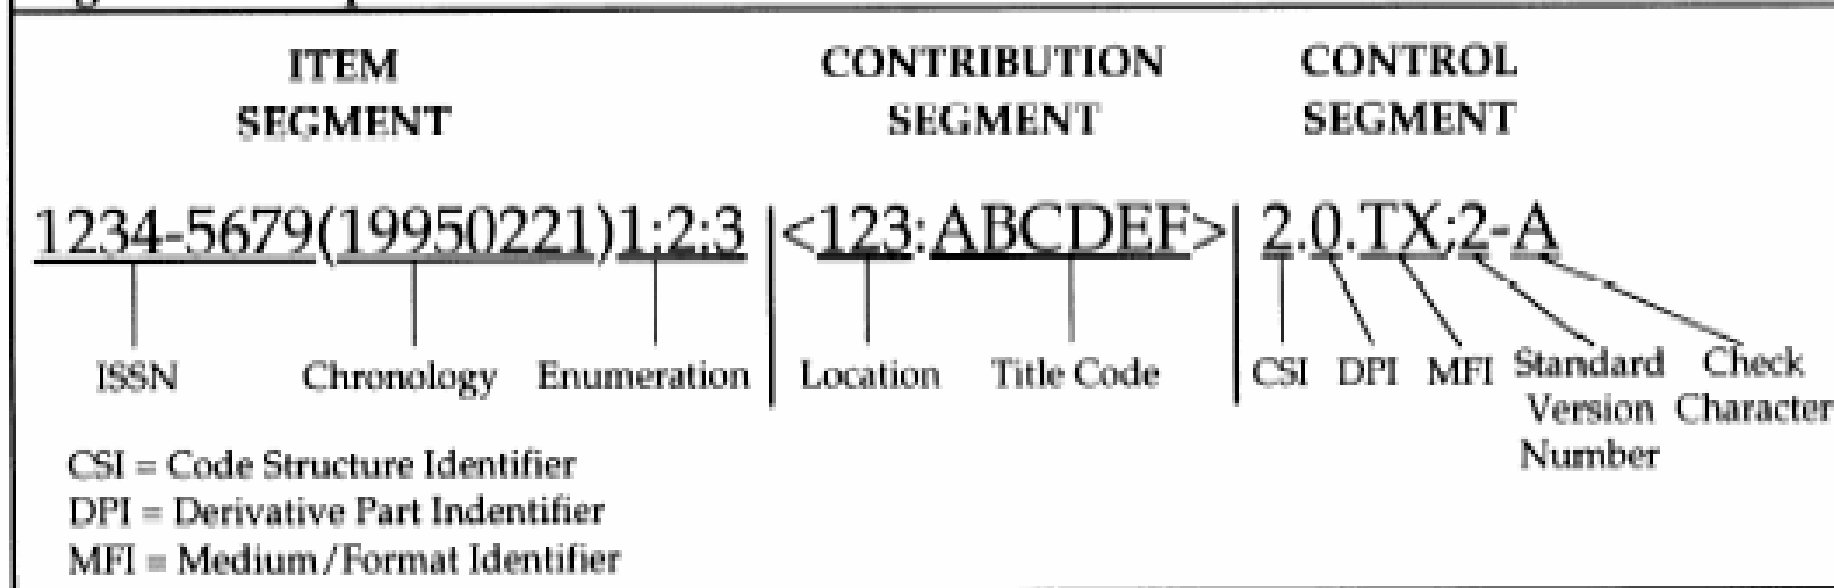 ITEM SEGMENT
CONTRIBUTION SEGMENT
CONTROL SEGMENT
1234-5679(19950221)1:2:3 <123:ABCDEF> 2.0.TX;2-A
ISSN Chronology Enumeration Location Title Code CSI DPI MFI Standard Version Number Check Character
CSI = Code Structure Identifier
DPI = Derivative Part Indentifier
MFI = Medium/Format Identifier